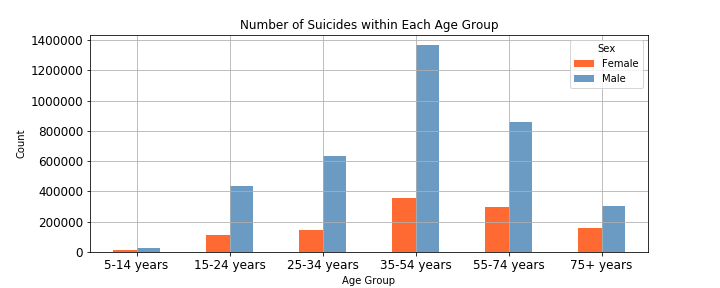 Number of Suicides within Each Age Group
1400000
1200000
1000000
800000
600000
400000
200000
0
Count
Sex
Female
Male
5-14 years
15-24 years
25-34 years
35-54 years
55-74 years
75+ years
Age Group